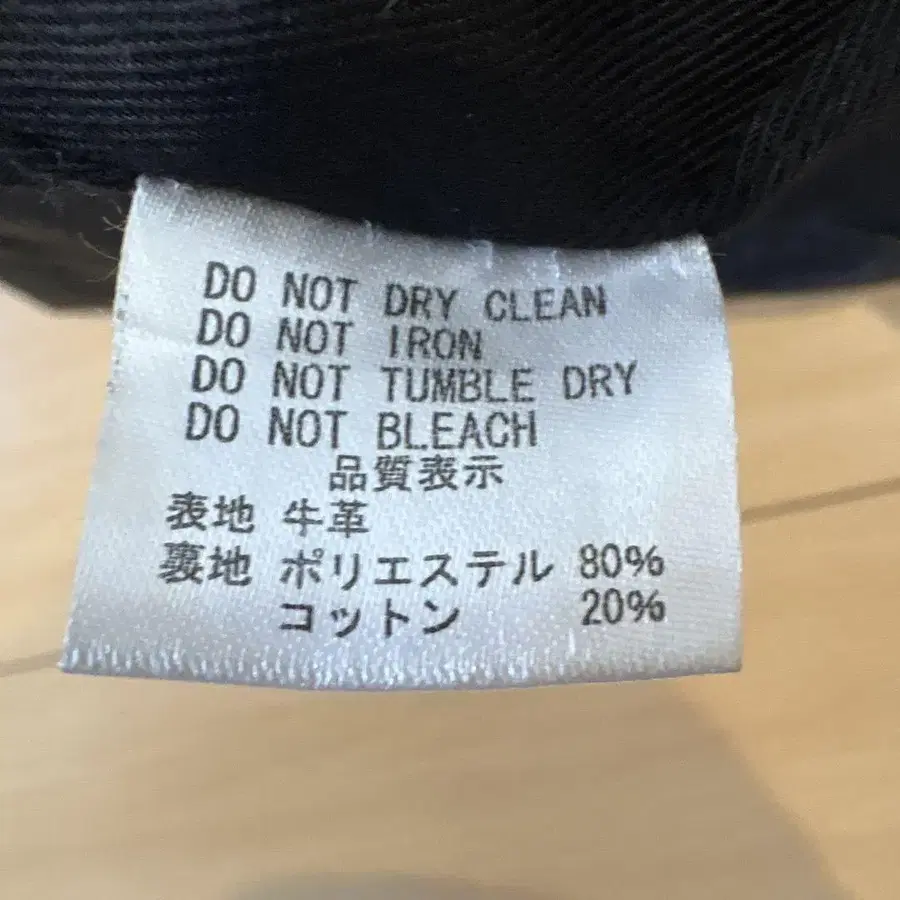 DO NOT DRY CLEAN
DO NOT IRON
DO NOT TUMBLE DRY
DO NOT BLEACH
品質表示
表地 牛革
裏地 ポリエステル 80%
コットン 20%